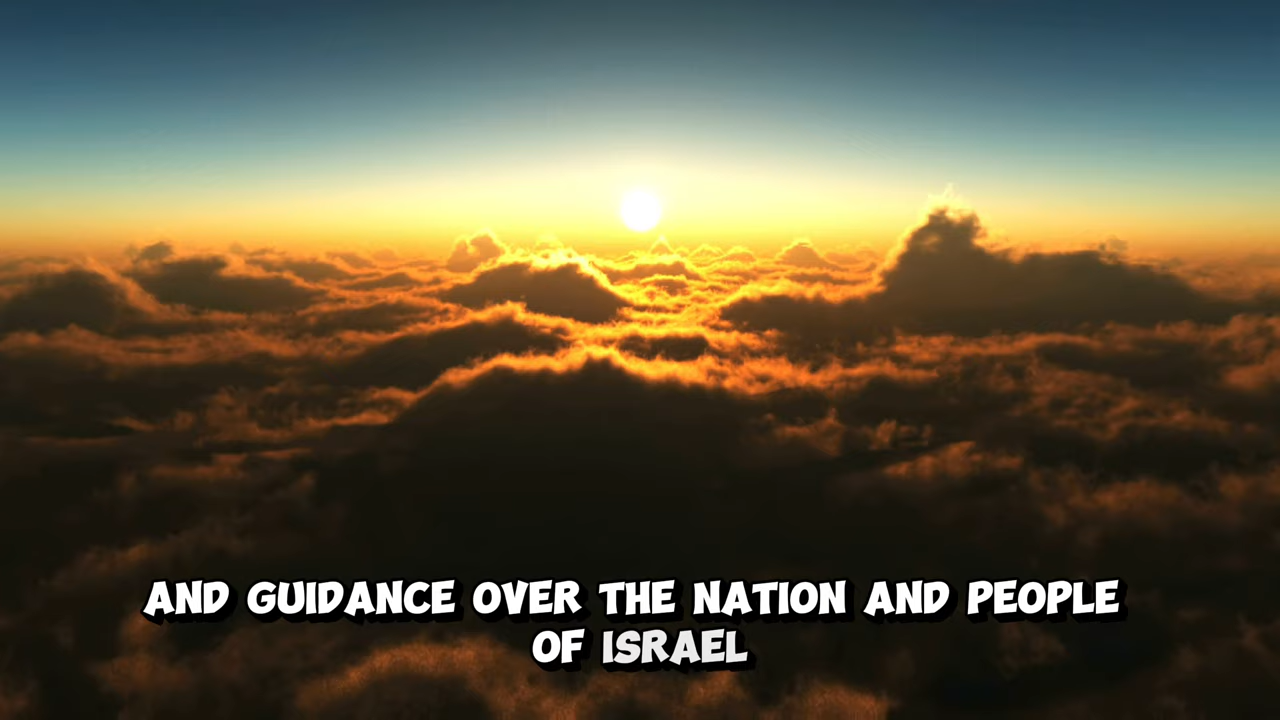 AND GUIDANCE OVER THE NATION AND PEOPLE
OF ISRAEL